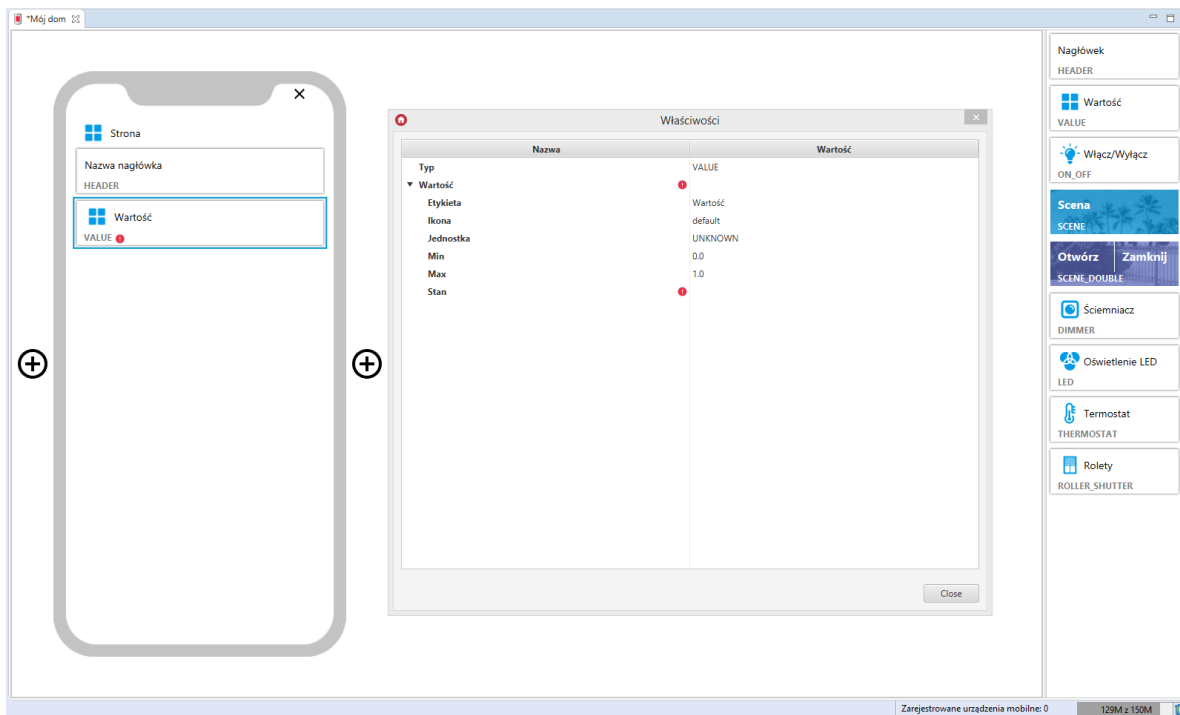 *Mój dom
Strona
Nazwa nagłówka
HEADER
Wartość
VALUE
Właściwości
Nazwa Wartość
Typ VALUE
Wartość
Etykieta Wartość
Ikona default
Jednostka UNKNOWN
Min 0.0
Max 1.0
Stan
Close
Nagłówek
HEADER
Wartość
VALUE
Włącz/Wyłącz
ON_OFF
Scena
SCENE
Otwórz Zamknij
SCENE_DOUBLE
Ściemniacz
DIMMER
Oświetlenie LED
LED
Termostat
THERMOSTAT
Rolety
ROLLER_SHUTTER
Zarejestrowane urządzenia mobilne: 0 129M z 150M